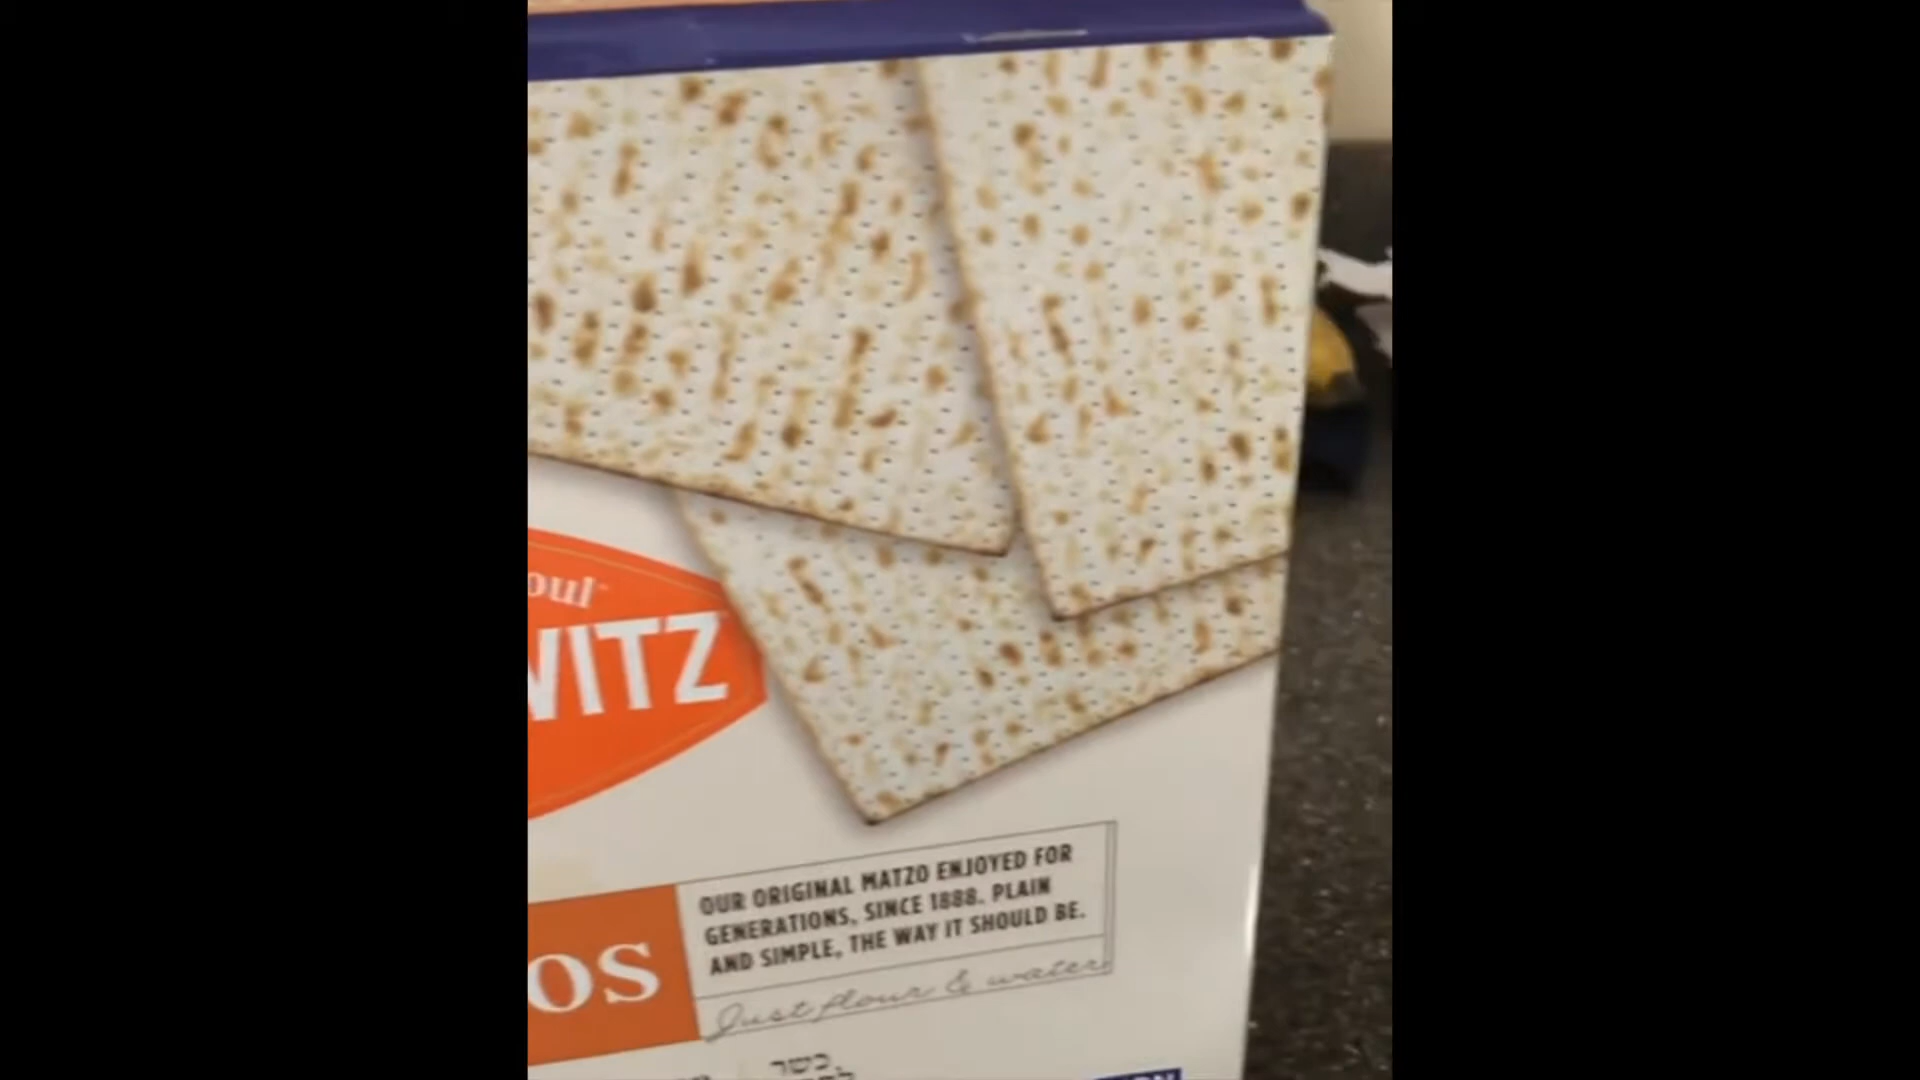 oul
WITZ
OUR ORIGINAL MATZO ENJOYED FOR
GENERATIONS, SINCE 1888. PLAIN
AND SIMPLE, THE WAY IT SHOULD BE.
OS
Just flour & water
כשר